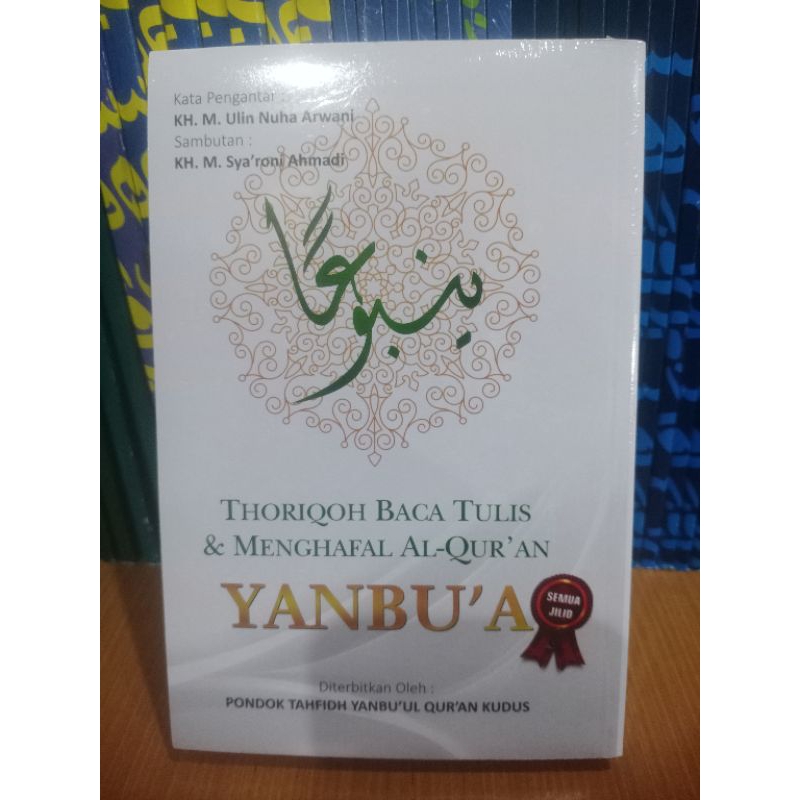 Kata Pengantar :
KH. M. Ulin Nuha Arwani
Sambutan :
KH. M. Sya'roni Ahmadi
ينبوعًا
THORIQOH BACA TULIS
& MENGHAFAL AL-QUR'AN
YANBU'A
SEMUA
JILID
Diterbitkan Oleh :
PONDOK TAHFIDH YANBU'UL QUR'AN KUDUS